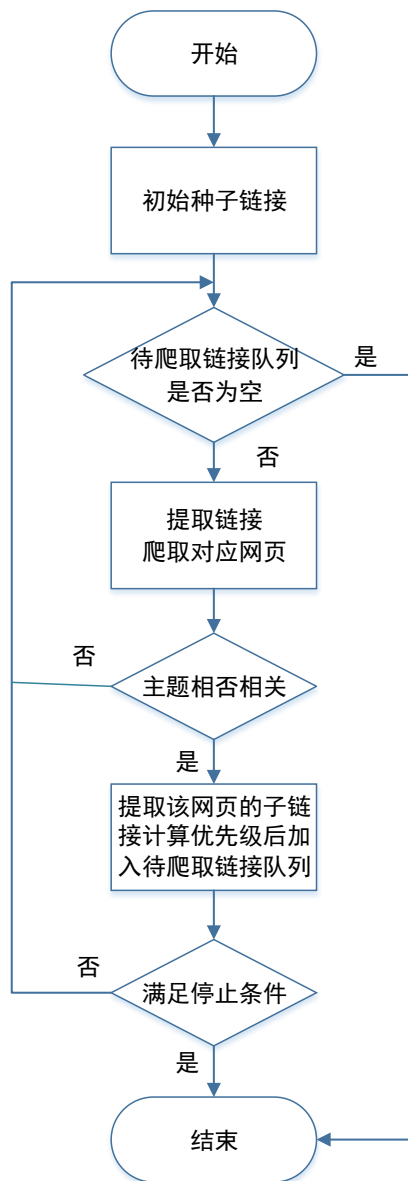 开始
初始种子链接
待爬取链接队列
是否为空
是
否
提取链接
爬取对应网页
否
主题相否相关
是
提取该网页的子链
接计算优先级后加
入待爬取链接队列
否
满足停止条件
是
结束